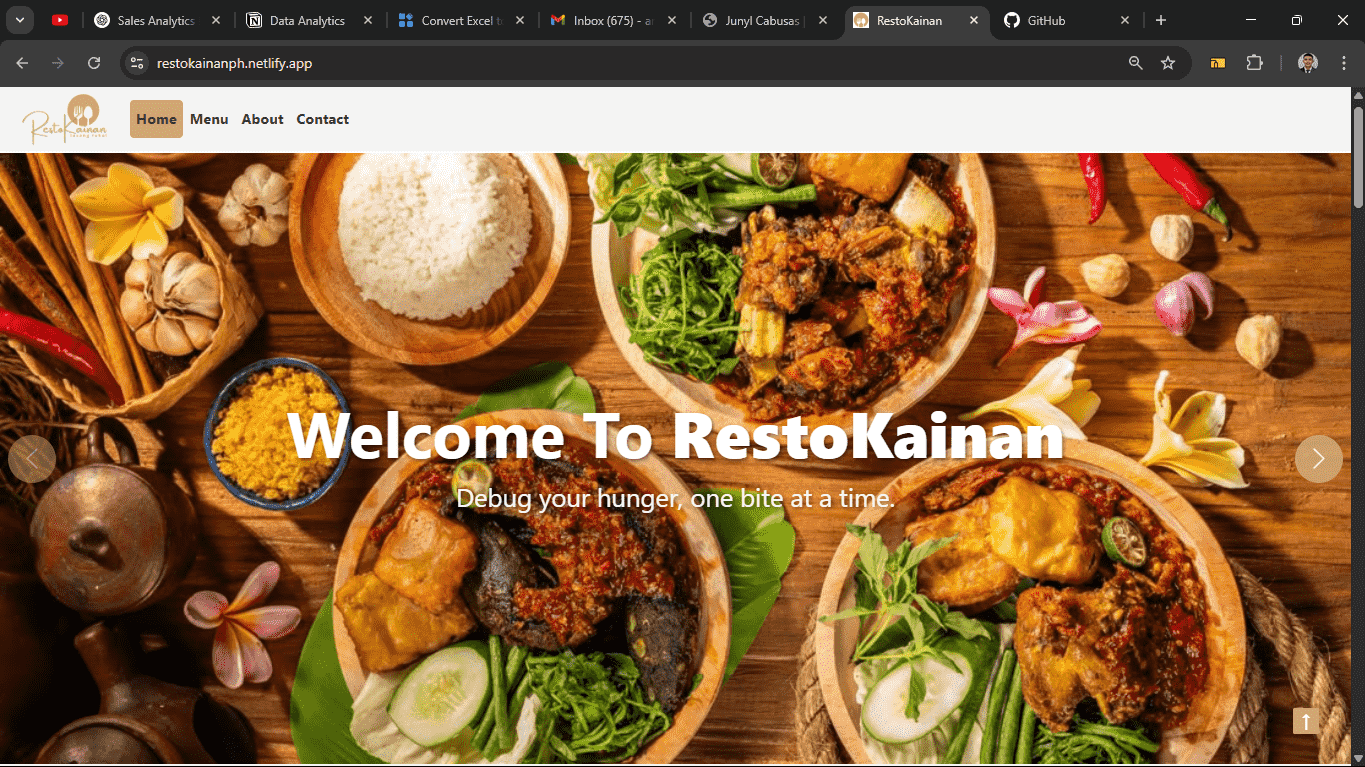 Sales Analytics
Data Analytics
Convert Excel t
Inbox (675) - a
Junyl Cabusas |
RestoKainan
GitHub
restokainanph.netlify.app
RestoKainan
Home
Menu
About
Contact
Welcome To RestoKainan
Debug your hunger, one bite at a time.